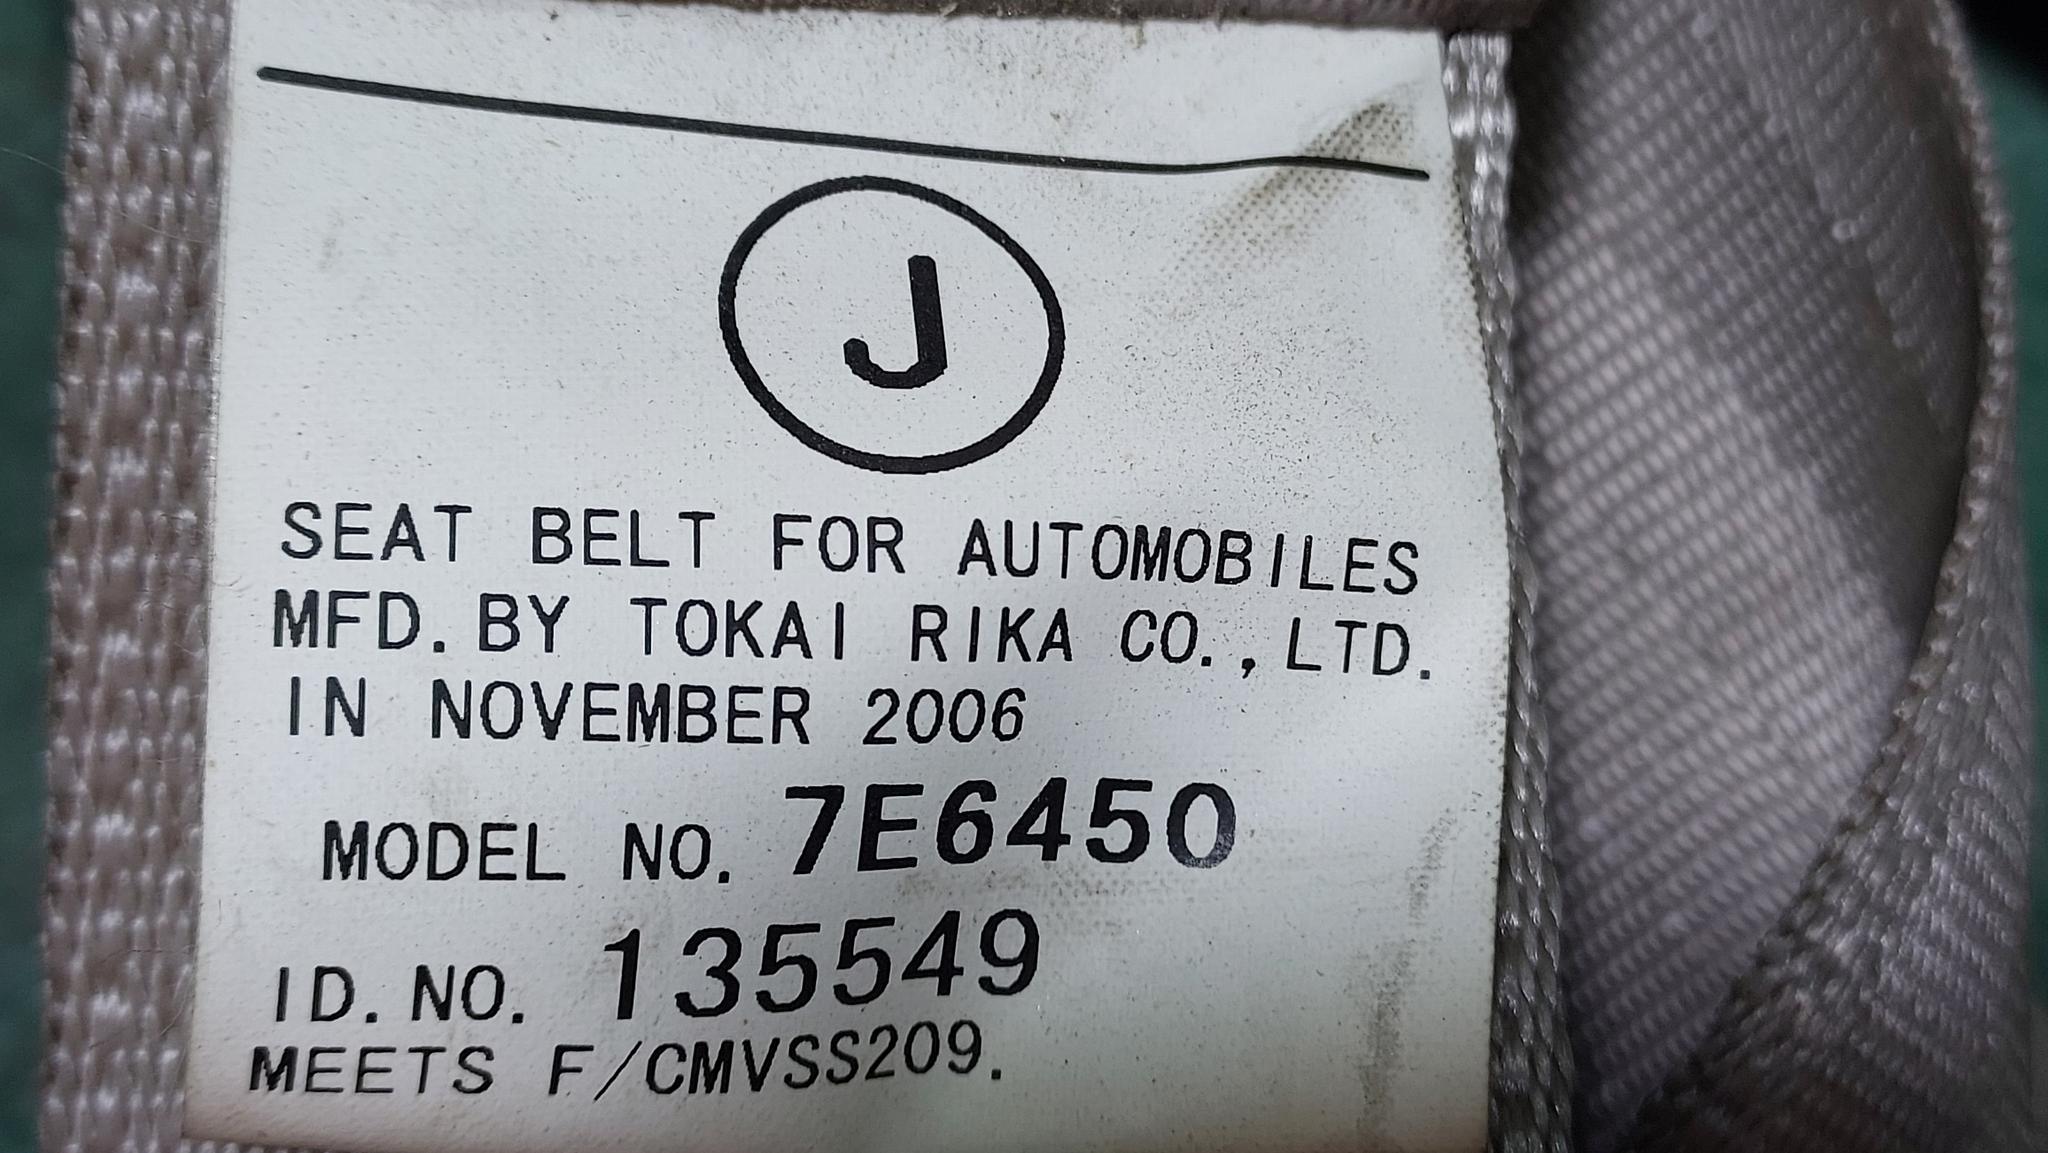 J
SEAT BELT FOR AUTOMOBILES
MFD. BY TOKAI RIKA CO., LTD.
IN NOVEMBER 2006
MODEL NO. 7E6450
ID. NO. 135549
MEETS F/CMVSS209.